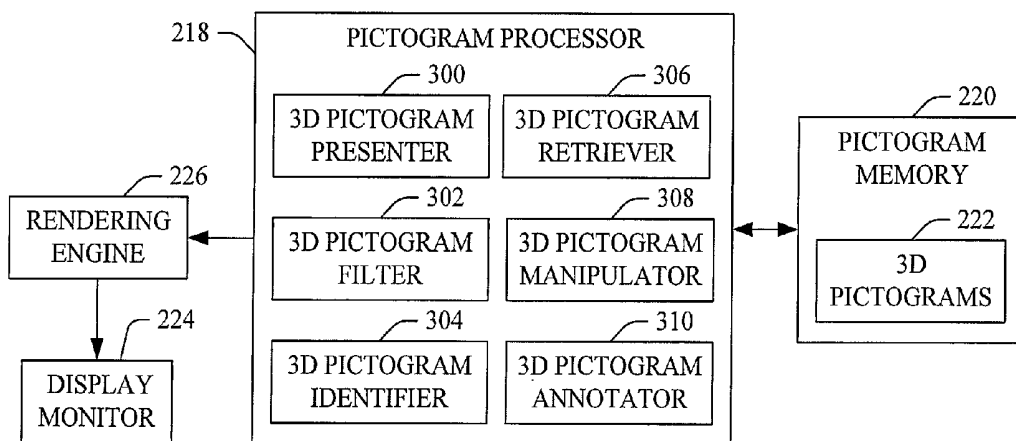 218
PICTOGRAM PROCESSOR
300
3D PICTOGRAM
PRESENTER
306
3D PICTOGRAM
RETRIEVER
302
3D PICTOGRAM
FILTER
308
3D PICTOGRAM
MANIPULATOR
304
3D PICTOGRAM
IDENTIFIER
310
3D PICTOGRAM
ANNOTATOR
220
PICTOGRAM
MEMORY
222
3D
PICTOGRAMS
226
RENDERING
ENGINE
224
DISPLAY
MONITOR